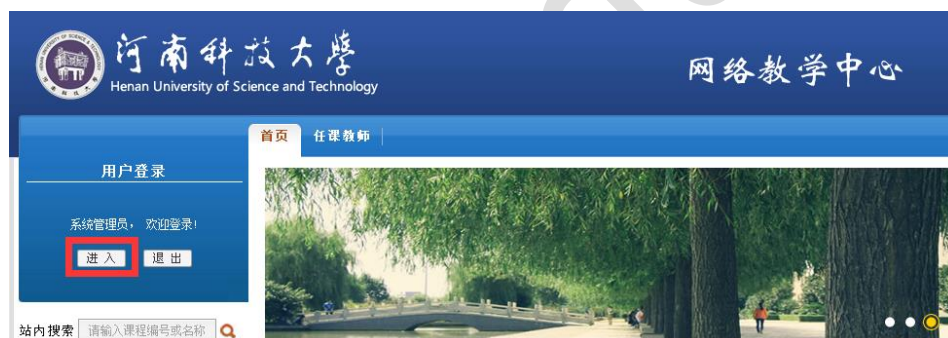 河南科技大学
Henan University of Science and Technology
网络教学中心
首页 任课教师
用户登录
系统管理员， 欢迎登录!
进 入 退 出
站内搜索 请输入课程编号或名称